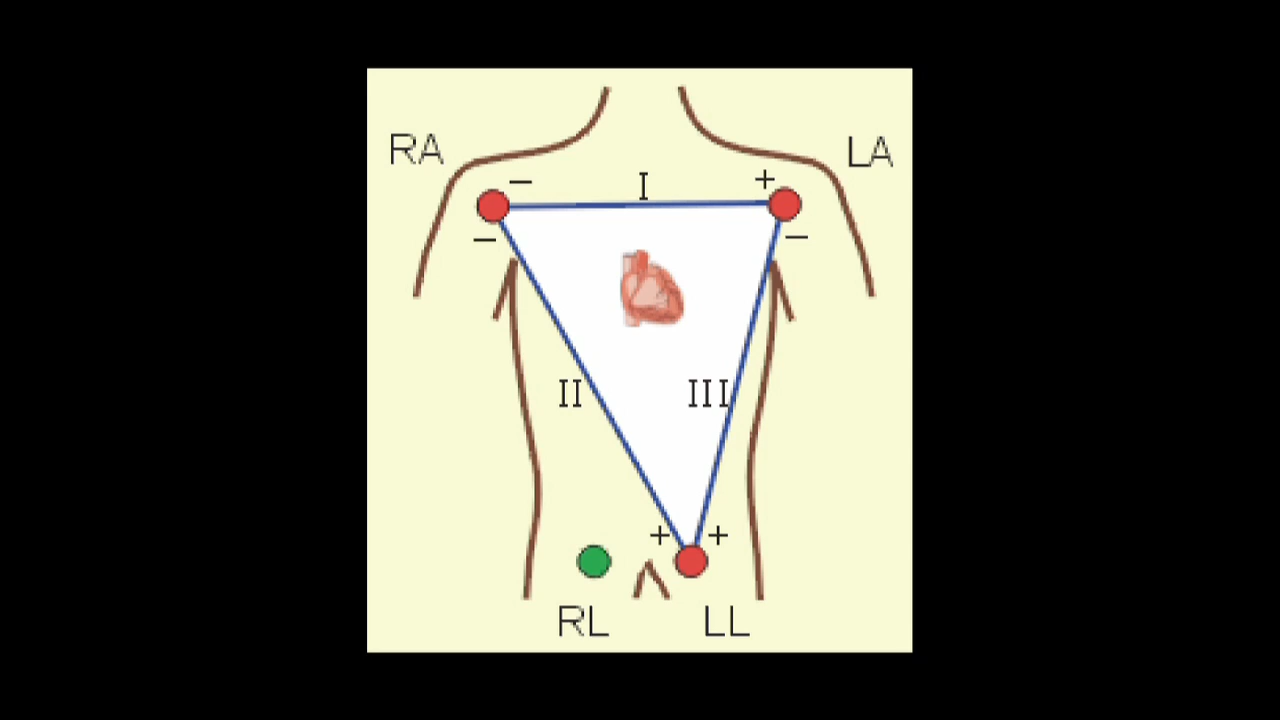 RA
LA
− I +
− −
II III
+ +
RL LL